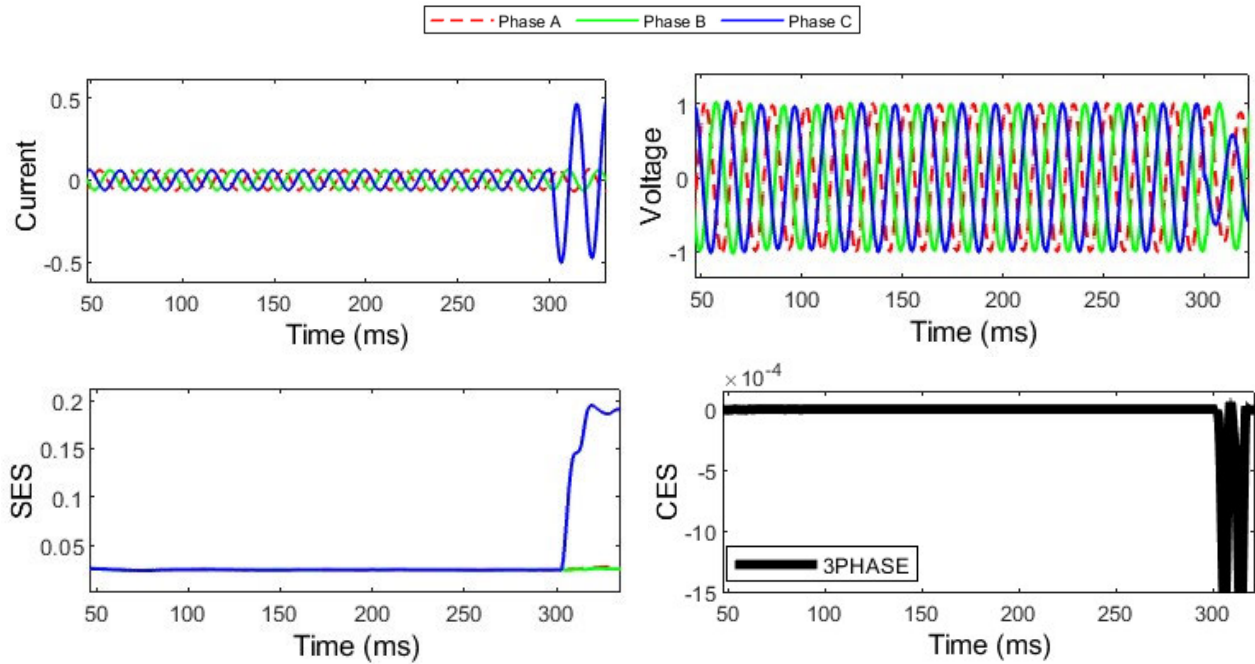 Phase A Phase B Phase C
Current
0.5
0
-0.5
50 100 150 200 250 300
Time (ms)
Voltage
1
0
-1
50 100 150 200 250 300
Time (ms)
SES
0.2
0.15
0.1
0.05
50 100 150 200 250 300
Time (ms)
× 10⁻⁴
CES
0
-5
-10
-15
3PHASE
50 100 150 200 250 300
Time (ms)